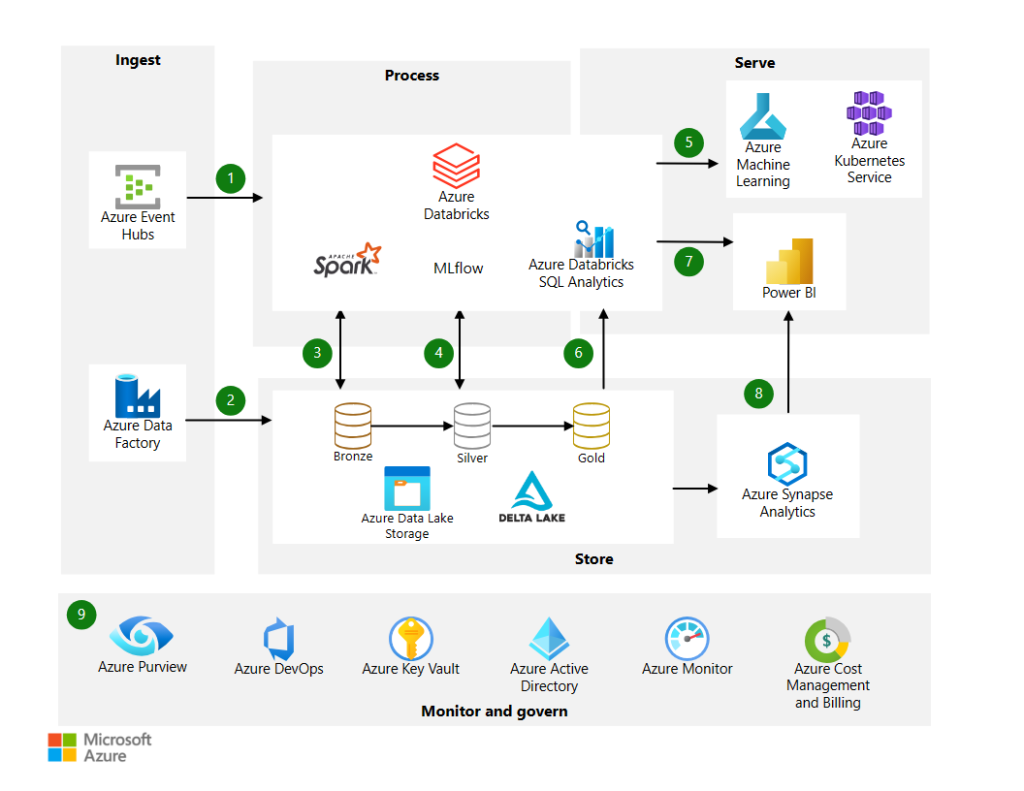 Ingest
Process
Serve
Azure Event
Hubs
1
Azure
Databricks
APACHE
Spark
MLflow
Azure Databricks
SQL Analytics
5
Azure
Machine
Learning
Azure
Kubernetes
Service
7
Power BI
3
4
6
8
Azure Data
Factory
2
Bronze
Silver
Gold
Azure Data Lake
Storage
DELTA LAKE
Azure Synapse
Analytics
Store
9
Azure Purview
Azure DevOps
Azure Key Vault
Azure Active
Directory
Azure Monitor
$
Azure Cost
Management
and Billing
Monitor and govern
Microsoft
Azure